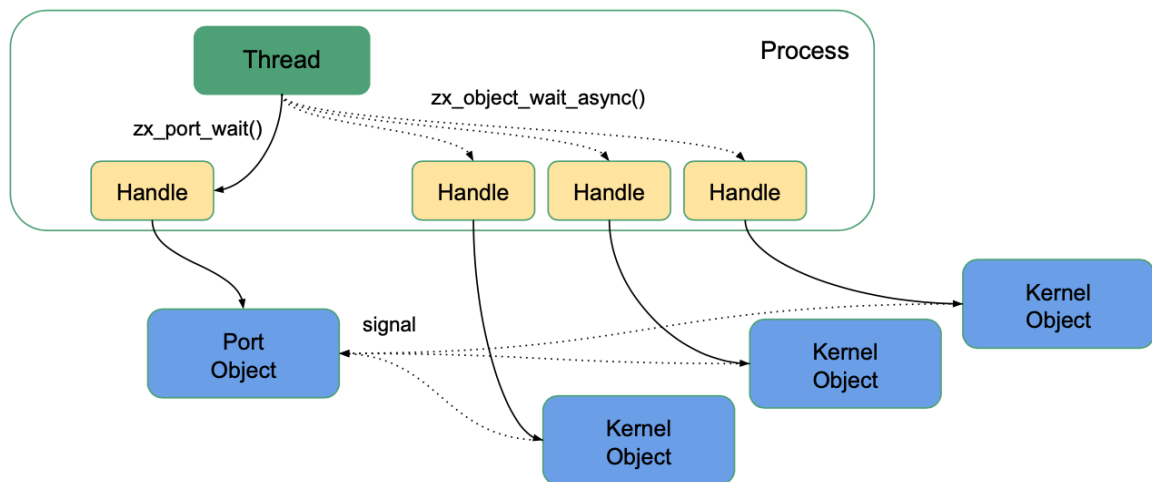 Thread
Process
zx_object_wait_async()
zx_port_wait()
Handle
Handle
Handle
Handle
Port
Object
signal
Kernel
Object
Kernel
Object
Kernel
Object